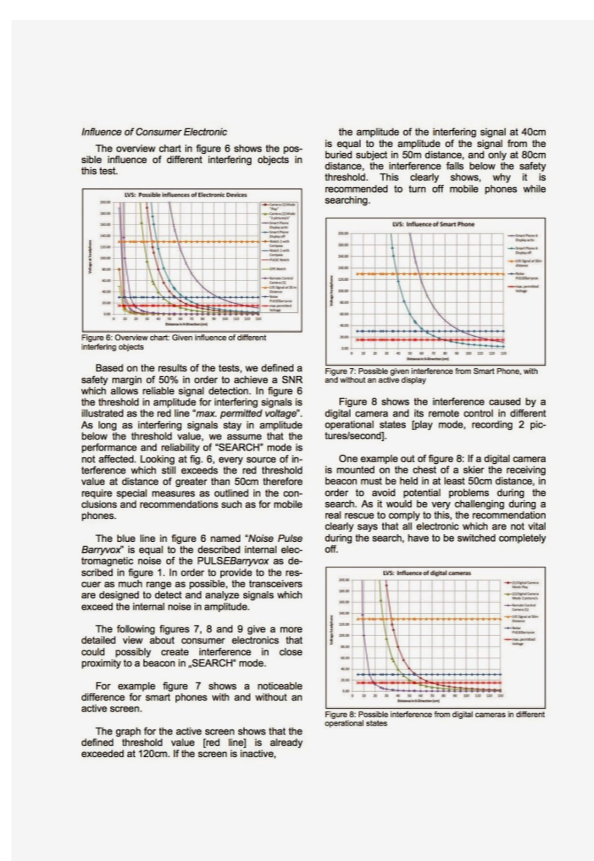 Influence of Consumer Electronic
The overview chart in figure 6 shows the pos-
sible influence of different interfering objects in
this test.
LVS: Possible influences of Electronic Devices
Figure 6: Overview chart: Given influence of different
interfering objects
Based on the results of the tests, we defined a
safety margin of 50% in order to achieve a SNR
which allows reliable signal detection. In figure 6
the threshold in amplitude for interfering signals is
illustrated as the red line "max. permitted voltage".
As long as interfering signals stay in amplitude
below the threshold value, we assume that the
performance and reliability of "SEARCH" mode is
not affected. Looking at fig. 6, every source of in-
terference which still exceeds the red threshold
value at distance of greater than 50cm therefore
require special measures as outlined in the con-
clusions and recommendations such as for mobile
phones.
The blue line in figure 6 named "Noise Pulse
Barryvox" is equal to the described internal elec-
tromagnetic noise of the PULSEBarryvox as de-
scribed in figure 1. In order to provide to the res-
cuer as much range as possible, the transceivers
are designed to detect and analyze signals which
exceed the internal noise in amplitude.
The following figures 7, 8 and 9 give a more
detailed view about consumer electronics that
could possibly create interference in close
proximity to a beacon in „SEARCH" mode.
For example figure 7 shows a noticeable
difference for smart phones with and without an
active screen.
The graph for the active screen shows that the
defined threshold value [red line] is already
exceeded at 120cm. If the screen is inactive,
the amplitude of the interfering signal at 40cm
is equal to the amplitude of the signal from the
buried subject in 50m distance, and only at 80cm
distance, the interference falls below the safety
threshold. This clearly shows, why it is
recommended to turn off mobile phones while
searching.
LVS: Influence of Smart Phone
Figure 7: Possible given interference from Smart Phone, with
and without an active display
Figure 8 shows the interference caused by a
digital camera and its remote control in different
operational states [play mode, recording 2 pic-
tures/second].
One example out of figure 8: If a digital camera
is mounted on the chest of a skier the receiving
beacon must be held in at least 50cm distance, in
order to avoid potential problems during the
search. As it would be very challenging during a
real rescue to comply to this, the recommendation
clearly says that all electronic which are not vital
during the search, have to be switched completely
off.
LVS: Influence of digital cameras
Figure 8: Possible interference from digital cameras in different
operational states